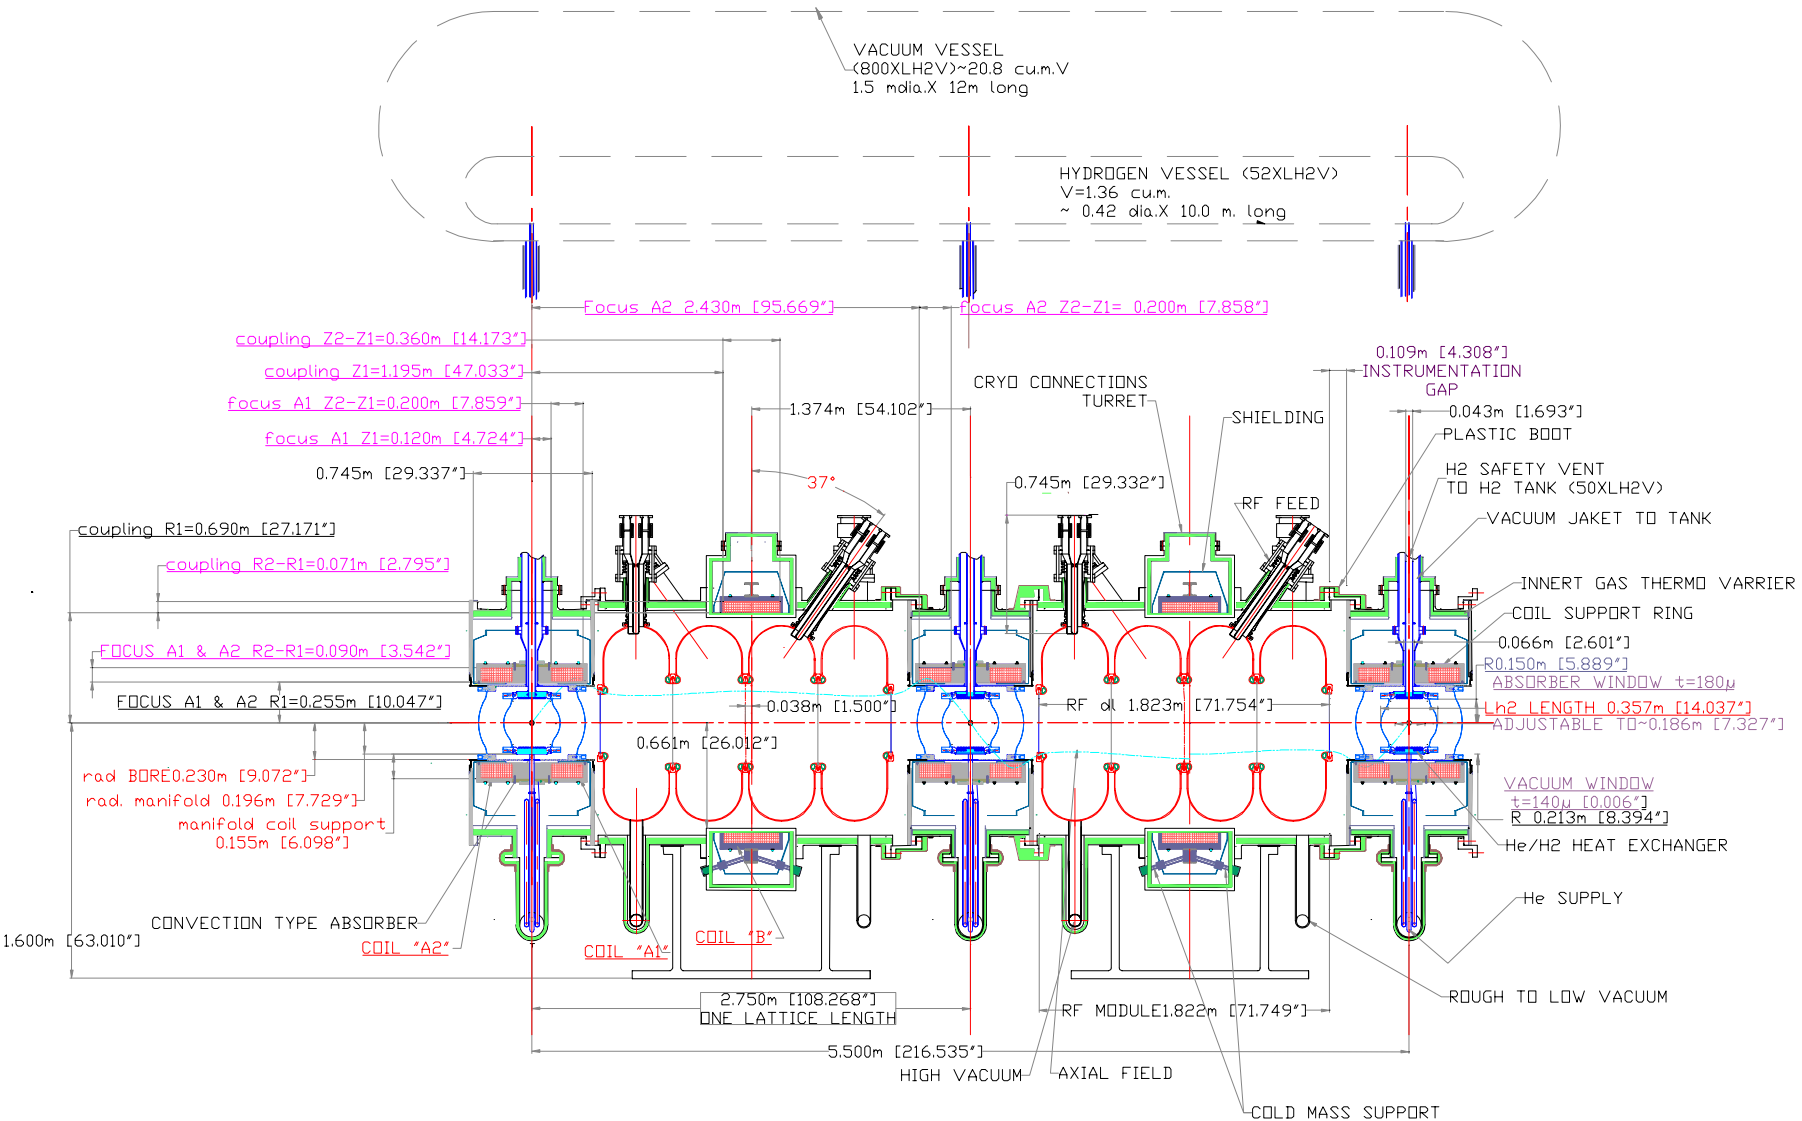 VACUUM VESSEL
(800XLH2V)~20.8 cu.m.V
1.5 mdia.X 12m long
HYDROGEN VESSEL (52XLH2V)
V=1.36 cu.m.
~ 0.42 dia.X 10.0 m. long
Focus A2 2.430m [95.669"]
focus A2 Z2-Z1= 0.200m [7.858"]
coupling Z2-Z1=0.360m [14.173"]
coupling Z1=1.195m [47.033"]
focus A1 Z2-Z1=0.200m [7.859"]
focus A1 Z1=0.120m [4.724"]
0.745m [29.337"]
1.374m [54.102"]
CRYO CONNECTIONS
TURRET
SHIELDING
0.109m [4.308"]
INSTRUMENTATION
GAP
0.043m [1.693"]
PLASTIC BOOT
H2 SAFETY VENT
TO H2 TANK (50XLH2V)
37°
0.745m [29.332"]
RF FEED
VACUUM JAKET TO TANK
coupling R1=0.690m [27.171"]
coupling R2-R1=0.071m [2.795"]
INNERT GAS THERMO VARRIER
COIL SUPPORT RING
0.066m [2.601"]
FOCUS A1 & A2 R2-R1=0.090m [3.542"]
R0.150m [5.889"]
ABSORBER WINDOW t=180µ
FOCUS A1 & A2 R1=0.255m [10.047"]
0.038m [1.500"]
RF dl 1.823m [71.754"]
Lh2 LENGTH 0.357m [14.037"]
ADJUSTABLE TO~0.186m [7.327"]
0.661m [26.012"]
rad BORE0.230m [9.072"]
rad. manifold 0.196m [7.729"]
manifold coil support
0.155m [6.098"]
VACUUM WINDOW
t=140µ [0.006"]
R 0.213m [8.394"]
He/H2 HEAT EXCHANGER
He SUPPLY
CONVECTION TYPE ABSORBER
1.600m [63.010"]
COIL "A2"
COIL "A1"
COIL "B"
2.750m [108.268"]
ONE LATTICE LENGTH
RF MODULE1.822m [71.749"]
ROUGH TO LOW VACUUM
5.500m [216.535"]
HIGH VACUUM
AXIAL FIELD
COLD MASS SUPPORT